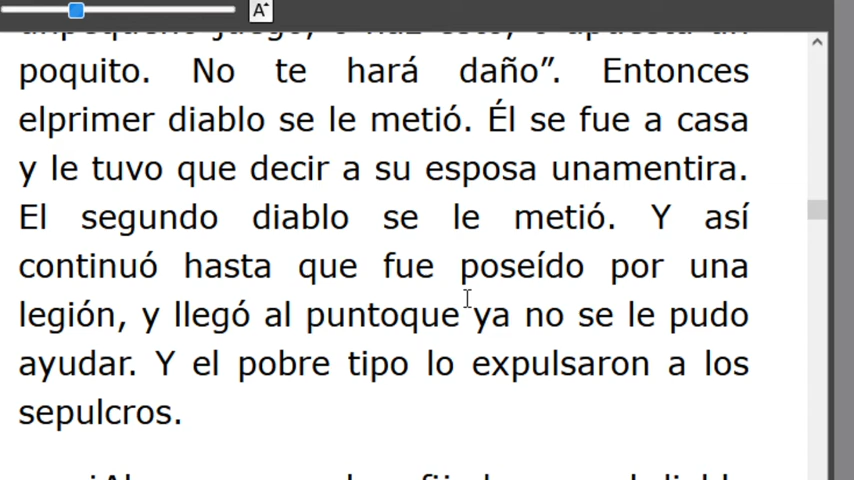 A
poquito. No te hará daño”. Entonces
elprimer diablo se le metió. Él se fue a casa
y le tuvo que decir a su esposa unamentira.
El segundo diablo se le metió. Y así
continuó hasta que fue poseído por una
legión, y llegó al puntoque ya no se le pudo
ayudar. Y el pobre tipo lo expulsaron a los
sepulcros.